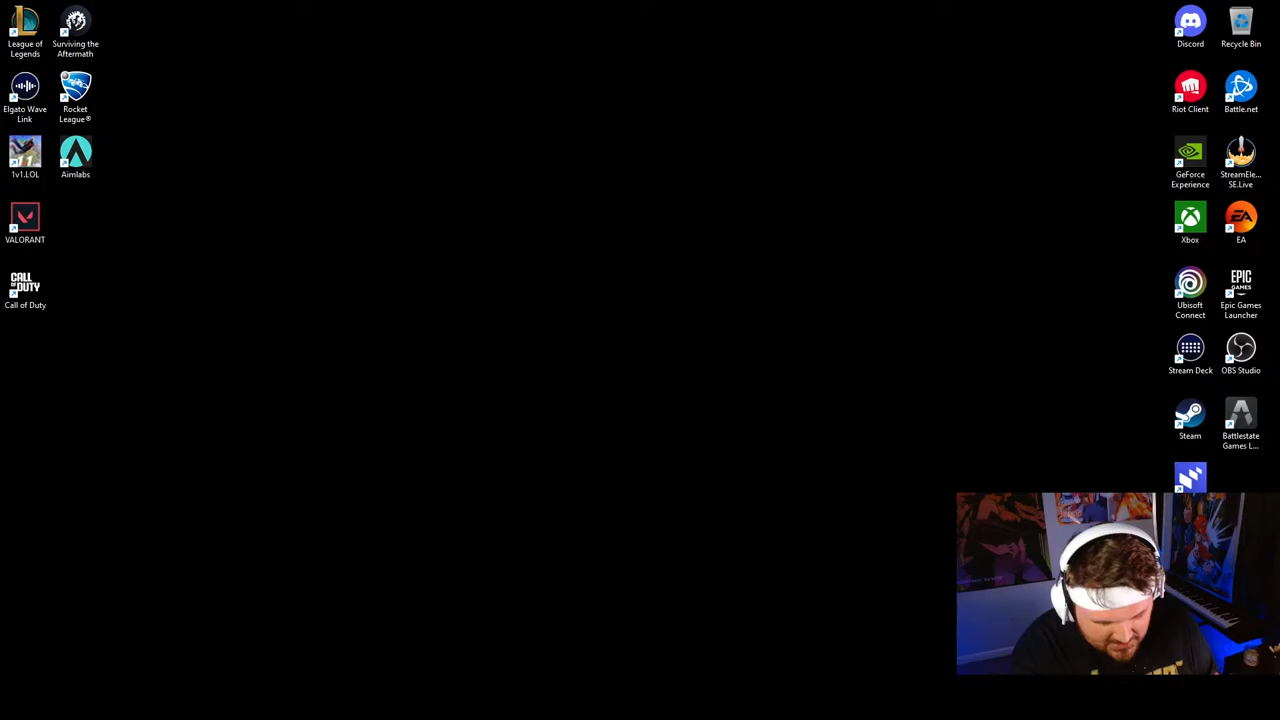 League of
Legends
Surviving the
Aftermath
Elgato Wave
Link
Rocket
League®
1v1.LOL
Aimlabs
VALORANT
CALL OF DUTY
Call of Duty
Discord
Recycle Bin
Riot Client
Battle.net
GeForce
Experience
StreamEle...
SE.Live
Xbox
EA
EA
Ubisoft
Connect
EPIC
GAMES
Epic Games
Launcher
Stream Deck
OBS Studio
Steam
Battlestate
Games L...